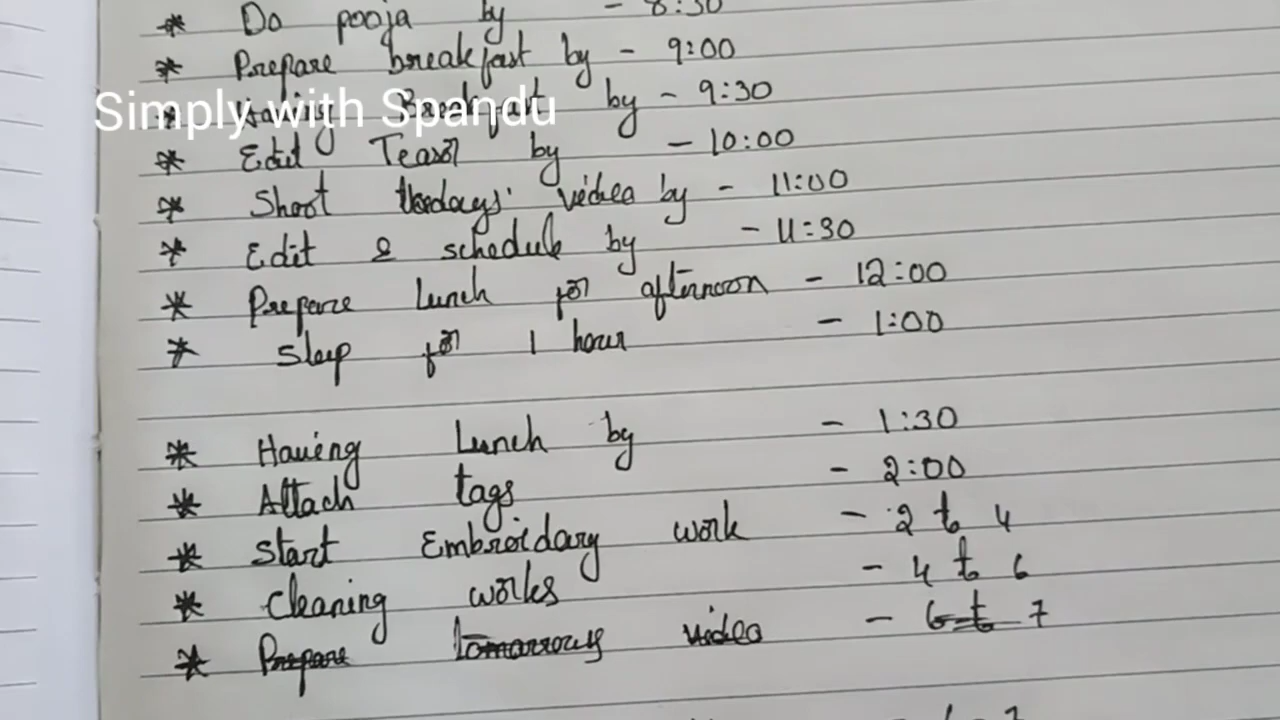 * Do pooja by - 8:30
* Prepare breakfast by - 9:00
* Having Breakfast by - 9:30
Simply with Spandu
* Edit Teaser by - 10:00
* Shoot days' video by - 11:00
* Edit & schedule by - 11:30
* Prepare Lunch for afternoon - 12:00
* Sleep for 1 hour - 1:00
* Having Lunch by - 1:30
* Attach tags - 2:00
* Start Embroidary work - 2 to 4
* Cleaning works - 4 to 6
* Prepare tomorrows video - 6 to 7